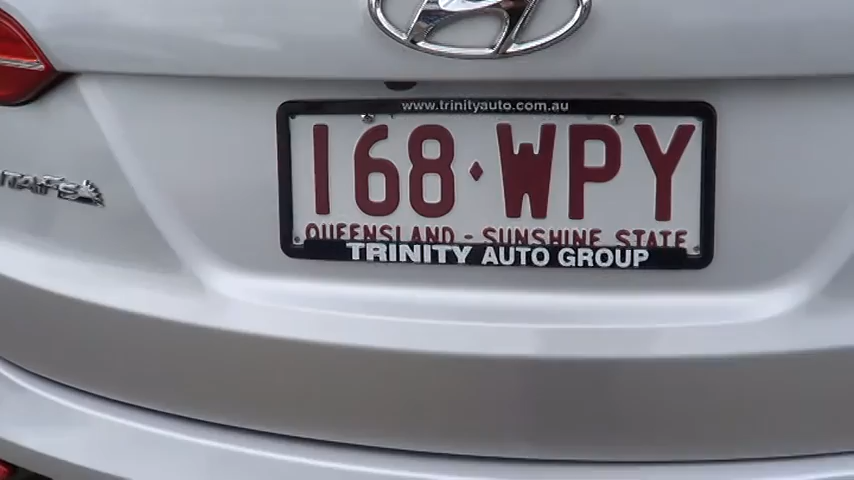 www.trinityauto.com.au
168·WPY
QUEENSLAND - SUNSHINE STATE
TRINITY AUTO GROUP